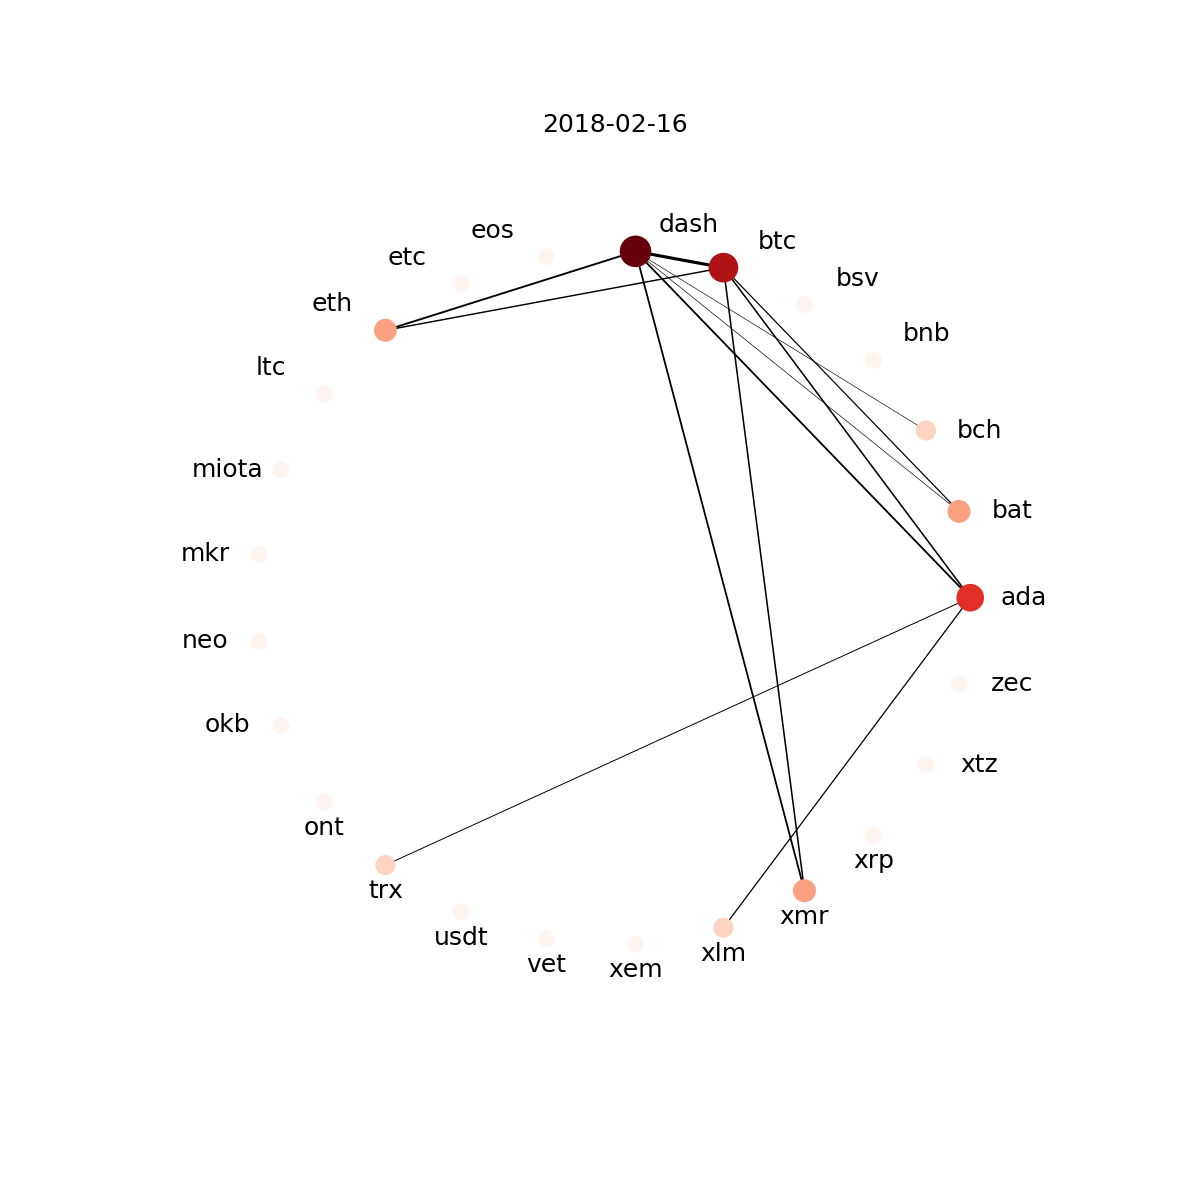 2018-02-16
dash
eos
btc
etc
bsv
eth
bnb
ltc
bch
miota
bat
mkr
ada
neo
zec
okb
xtz
ont
xrp
trx
xmr
usdt
xlm
vet
xem